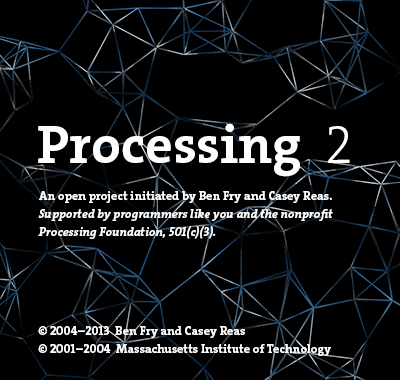 Processing 2
An open project initiated by Ben Fry and Casey Reas.
Supported by programmers like you and the nonprofit
Processing Foundation, 501(c)(3).
© 2004–2013 Ben Fry and Casey Reas
© 2001–2004 Massachusetts Institute of Technology